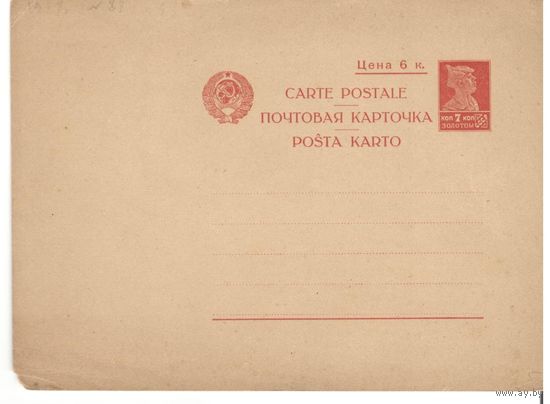 Цена 6 к.
CARTE POSTALE
ПОЧТОВАЯ КАРТОЧКА
POŜTA KARTO
КОП 7 КОП
ЗОЛОТОМ
www.ay.by